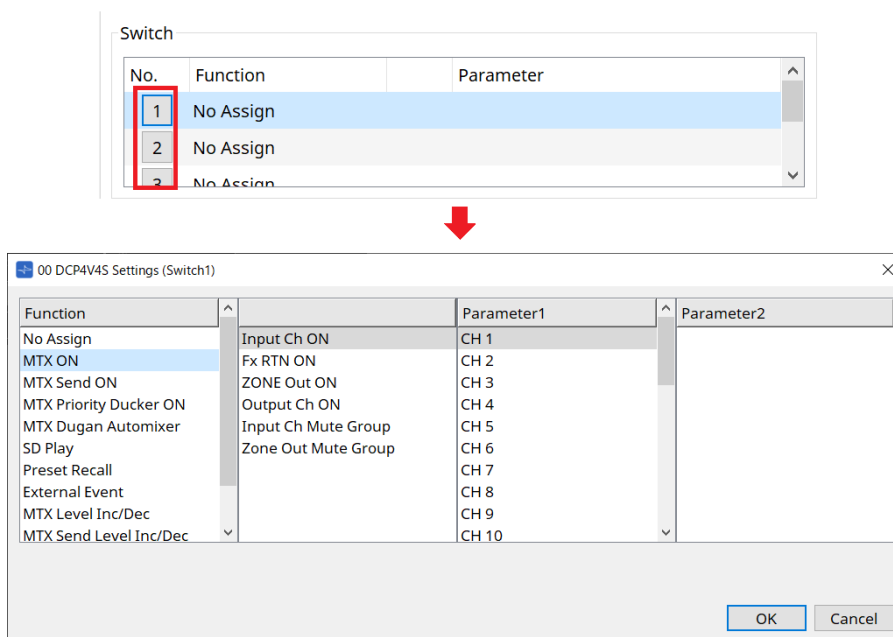 Switch
No. Function Parameter
1 No Assign
2 No Assign
3 No Assign
00 DCP4V4S Settings (Switch1)
Function Parameter1 Parameter2
No Assign Input Ch ON CH 1
MTX ON Fx RTN ON CH 2
MTX Send ON ZONE Out ON CH 3
MTX Priority Ducker ON Output Ch ON CH 4
MTX Dugan Automixer Input Ch Mute Group CH 5
SD Play Zone Out Mute Group CH 6
Preset Recall CH 7
External Event CH 8
MTX Level Inc/Dec CH 9
MTX Send Level Inc/Dec CH 10
OK Cancel